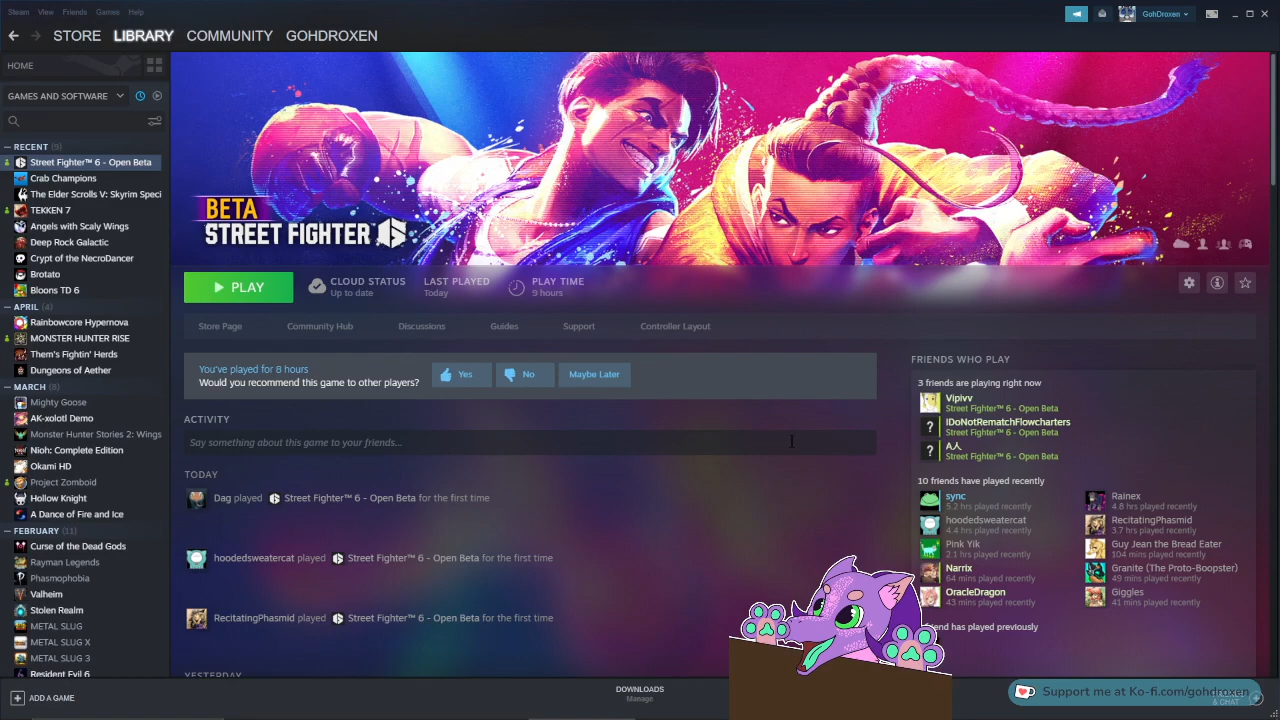 Steam View Friends Games Help
GohDroxen
STORE LIBRARY COMMUNITY GOHDROXEN
HOME
GAMES AND SOFTWARE
RECENT (9)
Street Fighter™ 6 - Open Beta
Crab Champions
The Elder Scrolls V: Skyrim Speci
TEKKEN 7
Angels with Scaly Wings
Deep Rock Galactic
Crypt of the NecroDancer
Brotato
Bloons TD 6
APRIL (4)
Rainbowcore Hypernova
MONSTER HUNTER RISE
Them's Fightin' Herds
Dungeons of Aether
MARCH (8)
Mighty Goose
AK-xolotl Demo
Monster Hunter Stories 2: Wings
Nioh: Complete Edition
Okami HD
Project Zomboid
Hollow Knight
A Dance of Fire and Ice
FEBRUARY (11)
Curse of the Dead Gods
Rayman Legends
Phasmophobia
Valheim
Stolen Realm
METAL SLUG
METAL SLUG X
METAL SLUG 3
Resident Evil 6
ADD A GAME
BETA
STREET FIGHTER 6
PLAY
CLOUD STATUS
Up to date
LAST PLAYED
Today
PLAY TIME
9 hours
Store Page Community Hub Discussions Guides Support Controller Layout
You've played for 8 hours
Would you recommend this game to other players?
Yes No Maybe Later
ACTIVITY
Say something about this game to your friends...
TODAY
Dag played Street Fighter™ 6 - Open Beta for the first time
hoodedsweatercat played Street Fighter™ 6 - Open Beta for the first time
RecitatingPhasmid played Street Fighter™ 6 - Open Beta for the first time
YESTERDAY
FRIENDS WHO PLAY
3 friends are playing right now
Vipivv
Street Fighter™ 6 - Open Beta
IDoNotRematchFlowcharters
Street Fighter™ 6 - Open Beta
A人
Street Fighter™ 6 - Open Beta
10 friends have played recently
sync
5.2 hrs played recently
Rainex
4.8 hrs played recently
hoodedsweatercat
4.4 hrs played recently
RecitatingPhasmid
3.7 hrs played recently
Pink Yik
2.1 hrs played recently
Guy Jean the Bread Eater
104 mins played recently
Narrix
64 mins played recently
Granite (The Proto-Boopster)
49 mins played recently
OracleDragon
43 mins played recently
Giggles
41 mins played recently
friend has played previously
DOWNLOADS
Manage
Support me at Ko-fi.com/gohdroxen
& CHAT